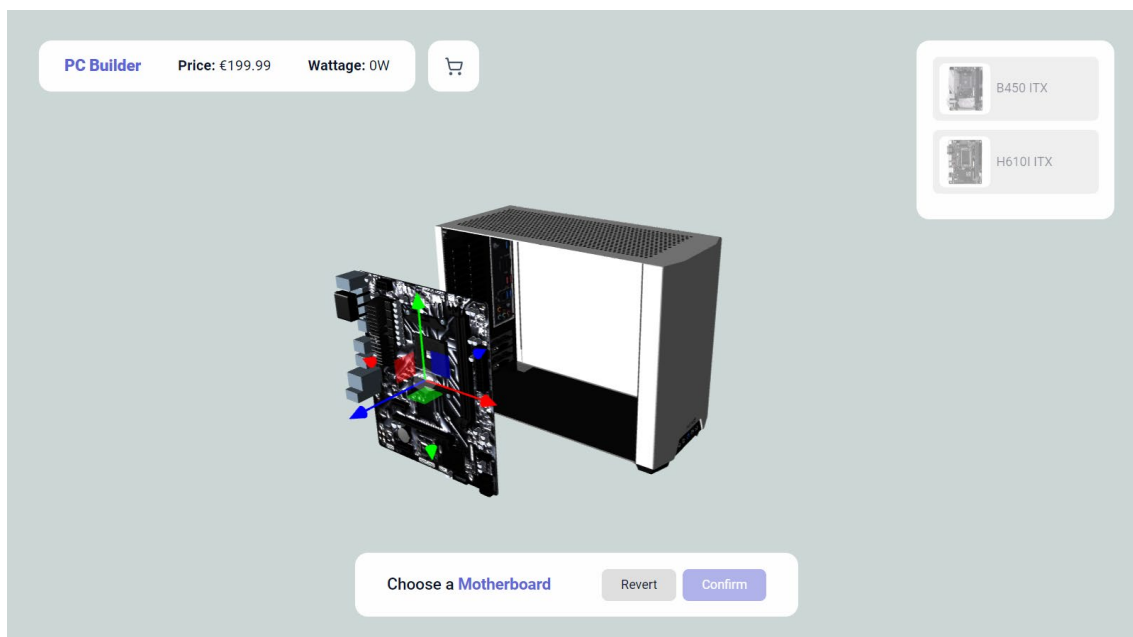 PC Builder Price: €199.99 Wattage: 0W
B450 ITX
H610I ITX
Choose a Motherboard Revert Confirm